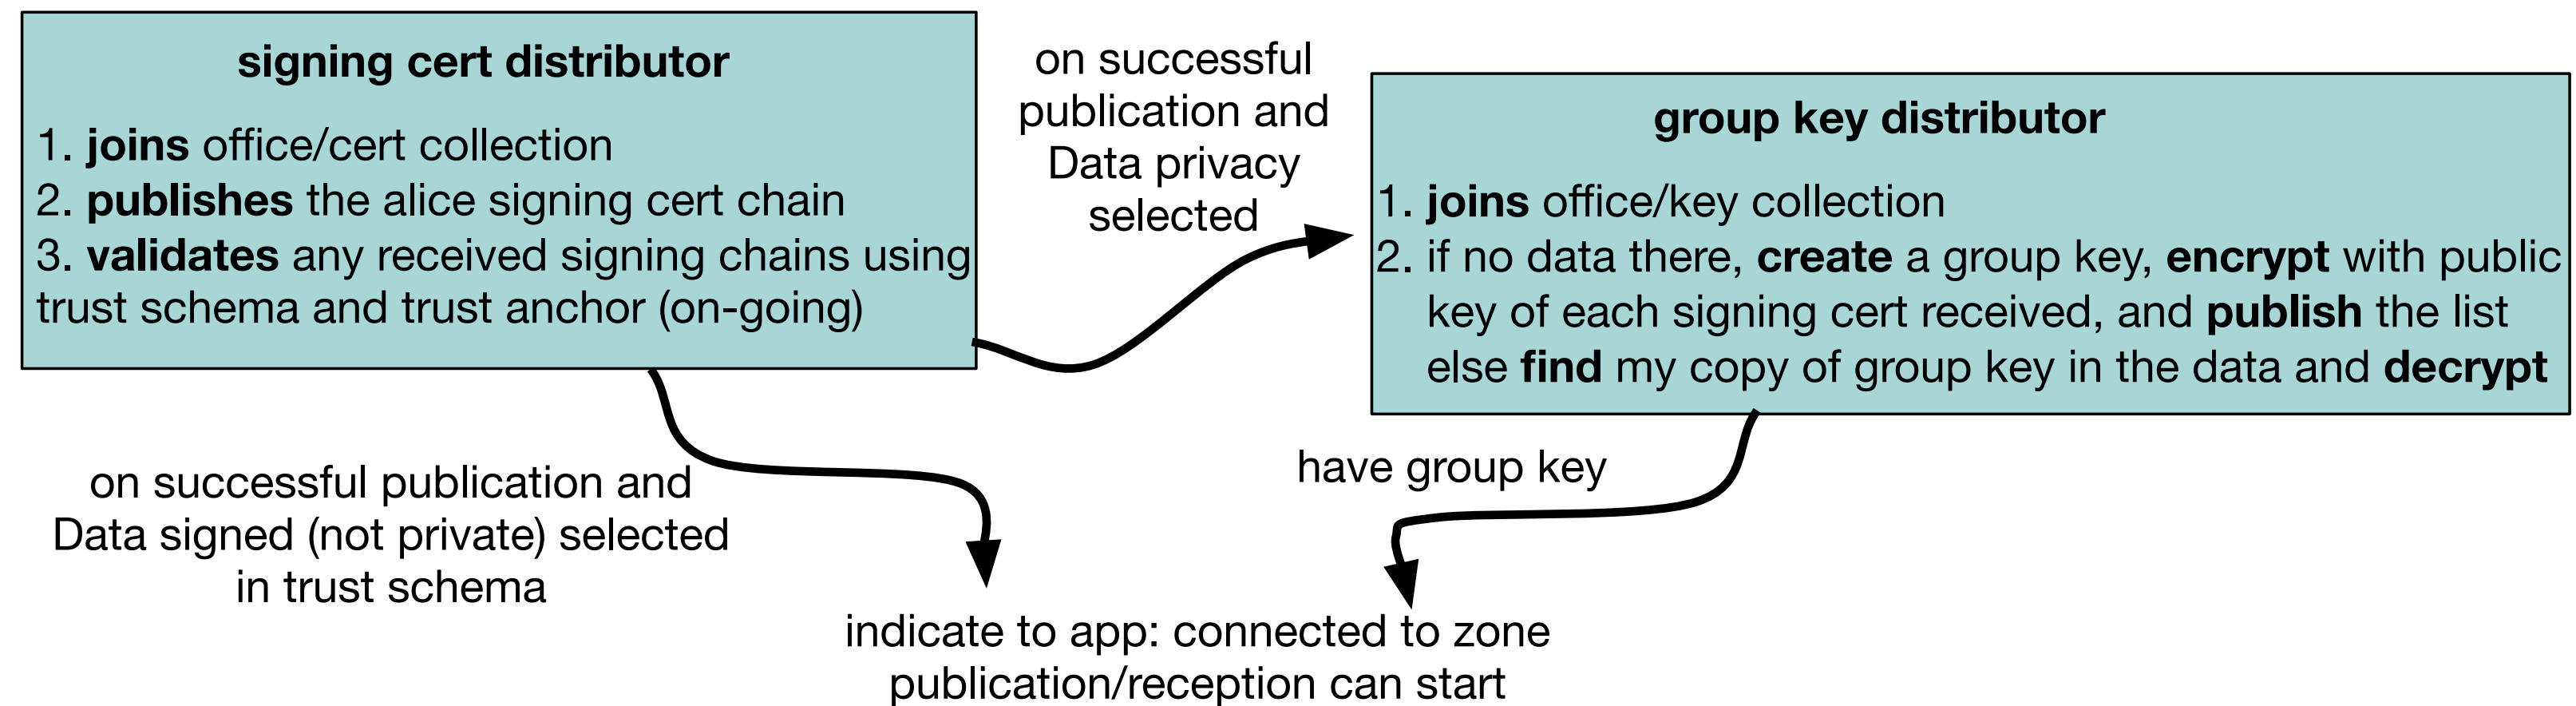 signing cert distributor
1. joins office/cert collection
2. publishes the alice signing cert chain
3. validates any received signing chains using
trust schema and trust anchor (on-going)
on successful
publication and
Data privacy
selected
group key distributor
1. joins office/key collection
2. if no data there, create a group key, encrypt with public
key of each signing cert received, and publish the list
else find my copy of group key in the data and decrypt
on successful publication and
Data signed (not private) selected
in trust schema
have group key
indicate to app: connected to zone
publication/reception can start